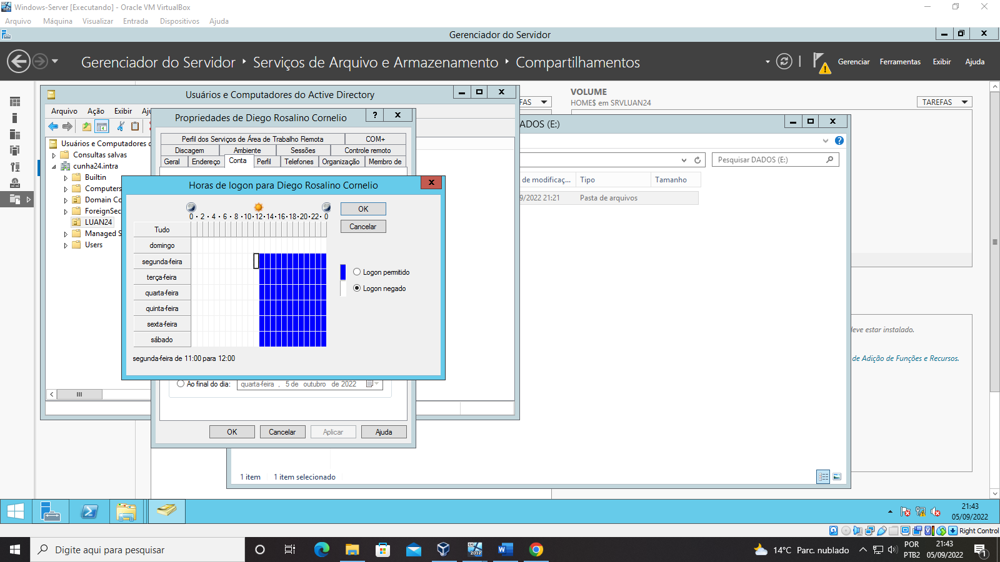 Windows-Server [Executando] - Oracle VM VirtualBox
Arquivo Máquina Visualizar Entrada Dispositivos Ajuda
Gerenciador do Servidor
Gerenciador do Servidor ‣ Serviços de Arquivo e Armazenamento ‣ Compartilhamentos
Gerenciar Ferramentas Exibir Ajuda
Usuários e Computadores do Active Directory
Arquivo Ação Exibir Aju
Usuários e Computadores d
Consultas salvas
cunha24.intra
Builtin
Computers
Domain Co
ForeignSec
LUAN24
Managed S
Users
Propriedades de Diego Rosalino Cornelio
?
Perfil dos Serviços de Área de Trabalho Remota COM+
Discagem Ambiente Sessões Controle remoto
Geral Endereço Conta Perfil Telefones Organização Membro de
Horas de logon para Diego Rosalino Cornelio
0 · 2 · 4 · 6 · 8 · 10 · 12 · 14 · 16 · 18 · 20 · 22 · 0
OK
Cancelar
Tudo
domingo
segunda-feira
terça-feira
quarta-feira
quinta-feira
sexta-feira
sábado
Logon permitido
Logon negado
segunda-feira de 11:00 para 12:00
Ao final do dia: quarta-feira , 5 de outubro de 2022
OK Cancelar Aplicar Ajuda
FAS
VOLUME
HOME$ em SRVLUAN24
TAREFAS
ADOS (E:)
Pesquisar DADOS (E:)
de modificaç... Tipo Tamanho
9/2022 21:21 Pasta de arquivos
deve estar instalado.
de Adição de Funções e Recursos.
1 item 1 item selecionado
21:43
05/09/2022
Right Control
Digite aqui para pesquisar
2012
14°C Parc. nublado
POR
PTB2
21:43
05/09/2022
1